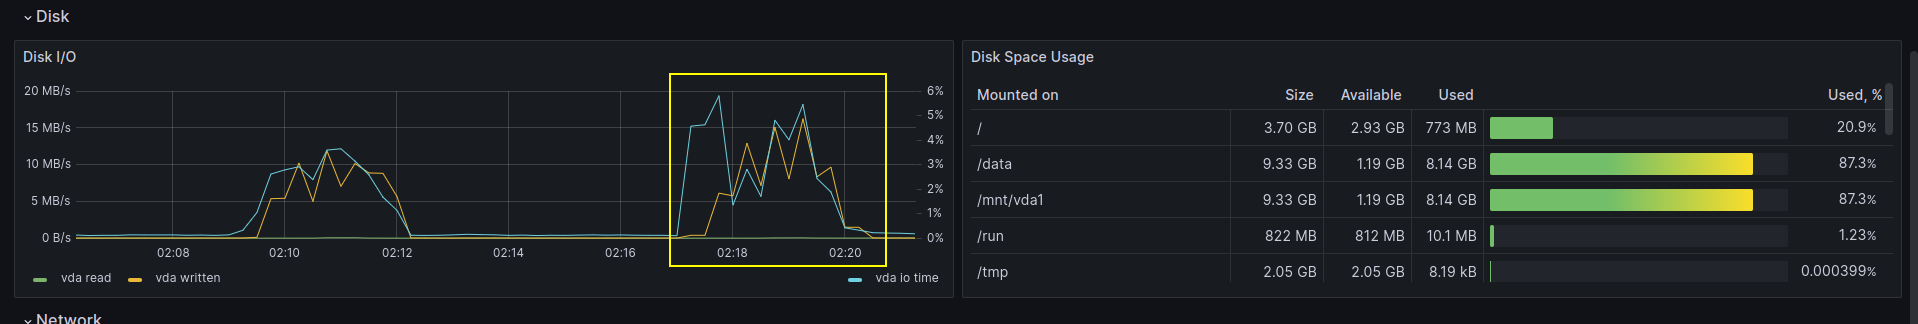 Disk
Disk I/O
20 MB/s
15 MB/s
10 MB/s
5 MB/s
0 B/s
6%
5%
4%
3%
2%
1%
0%
02:08 02:10 02:12 02:14 02:16 02:18 02:20
vda read vda written vda io time
Disk Space Usage
Mounted on Size Available Used Used, %
/ 3.70 GB 2.93 GB 773 MB 20.9%
/data 9.33 GB 1.19 GB 8.14 GB 87.3%
/mnt/vda1 9.33 GB 1.19 GB 8.14 GB 87.3%
/run 822 MB 812 MB 10.1 MB 1.23%
/tmp 2.05 GB 2.05 GB 8.19 kB 0.000399%
Network